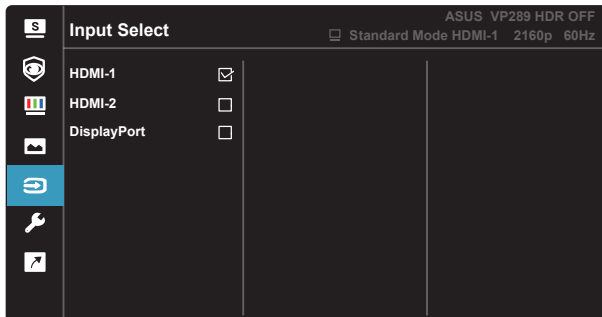 S
Input Select
ASUS VP289 HDR OFF
Standard Mode HDMI-1 2160p 60Hz
HDMI-1
HDMI-2
DisplayPort